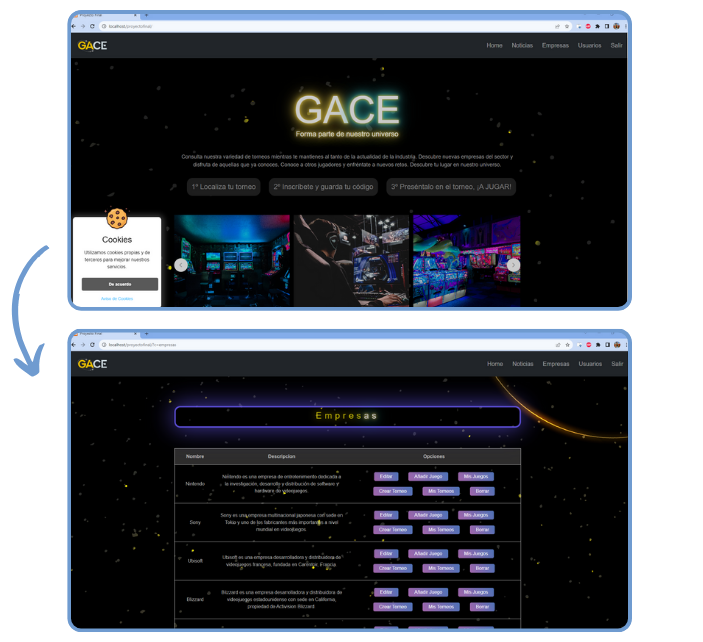 Proyecto Final
localhost/proyectofinal/
GACE
Home Noticias Empresas Usuarios Salir
GACE
Forma parte de nuestro universo
Consulta nuestra variedad de torneos mientras te mantienes al tanto de la actualidad de la industria. Descubre nuevas empresas del sector y
disfruta de aquellas que ya conoces. Conoce a otros jugadores y enfréntate a nuevos retos. Descubre tu lugar en nuestro universo.
1º Localiza tu torneo
2º Inscribete y guarda tu código
3º Preséntalo en el torneo, ¡A JUGAR!
Cookies
Utilizamos cookies propias y de
terceros para mejorar nuestros
servicios.
De acuerdo
Aviso de Cookies
Proyecto Final
localhost/proyectofinal/?c=empresas
GACE
Home Noticias Empresas Usuarios Salir
Empresas
Nombre Descripcion Opciones
Nintendo
Nintendo es una empresa de entretenimiento dedicada a
la investigación, desarrollo y distribución de software y
hardware de videojuegos.
Editar Añadir Juego Mis Juegos
Crear Torneo Mis Torneos Borrar
Sony
Sony es una empresa multinacional japonesa con sede en
Tokio y uno de los fabricantes más importantes a nivel
mundial en videojuegos.
Editar Añadir Juego Mis Juegos
Crear Torneo Mis Torneos Borrar
Ubisoft
Ubisoft es una empresa desarrolladora y distribuidora de
videojuegos francesa, fundada en Carentoir, Francia.
Editar Añadir Juego Mis Juegos
Crear Torneo Mis Torneos Borrar
Blizzard
Blizzard es una empresa desarrolladora y distribuidora de
videojuegos estadounidense con sede en California,
propiedad de Activision Blizzard.
Editar Añadir Juego Mis Juegos
Crear Torneo Mis Torneos Borrar